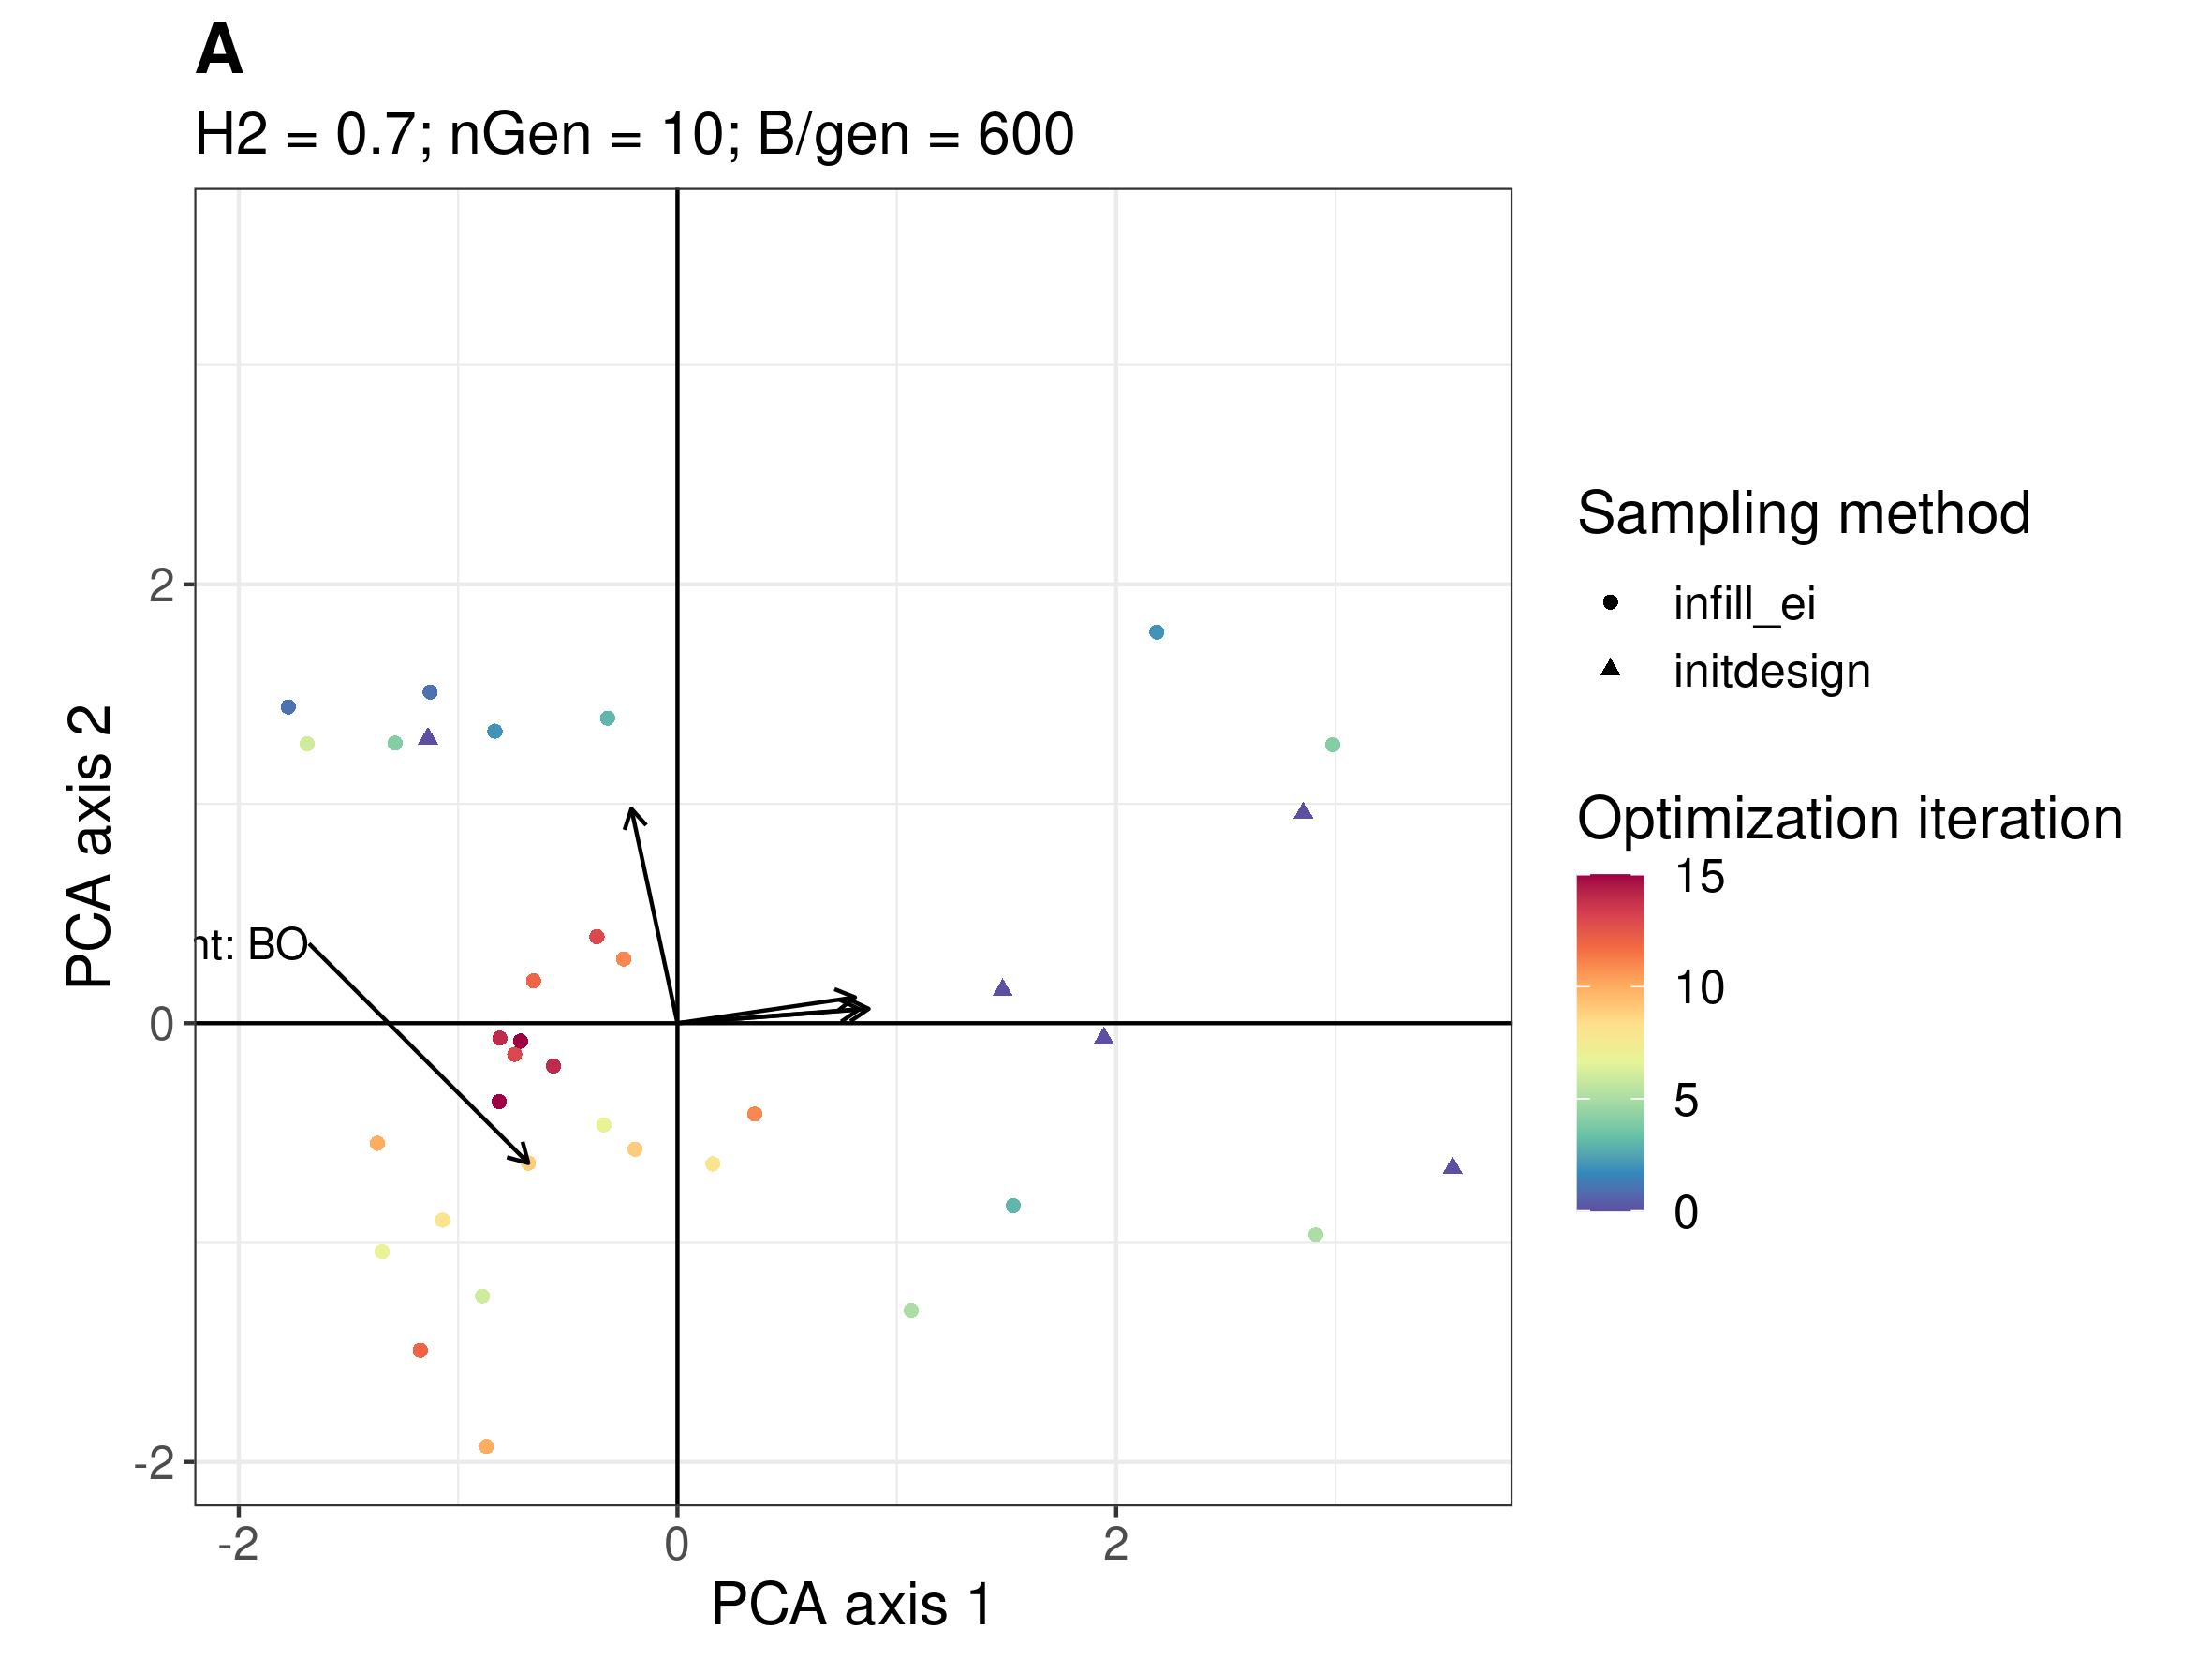 A
H2 = 0.7; nGen = 10; B/gen = 600
PCA axis 2
2
0
-2
nt: BO
-2
0
2
PCA axis 1
Sampling method
infill_ei
initdesign
Optimization iteration
15
10
5
0